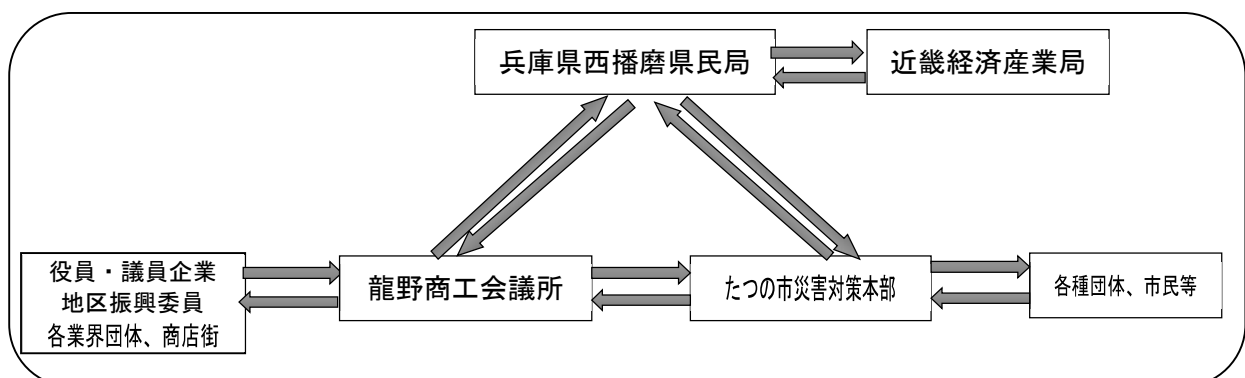 兵庫県西播磨県民局
近畿経済産業局
役員・議員企業
地区振興委員
各業界団体、商店街
龍野商工会議所
たつの市災害対策本部
各種団体、市民等